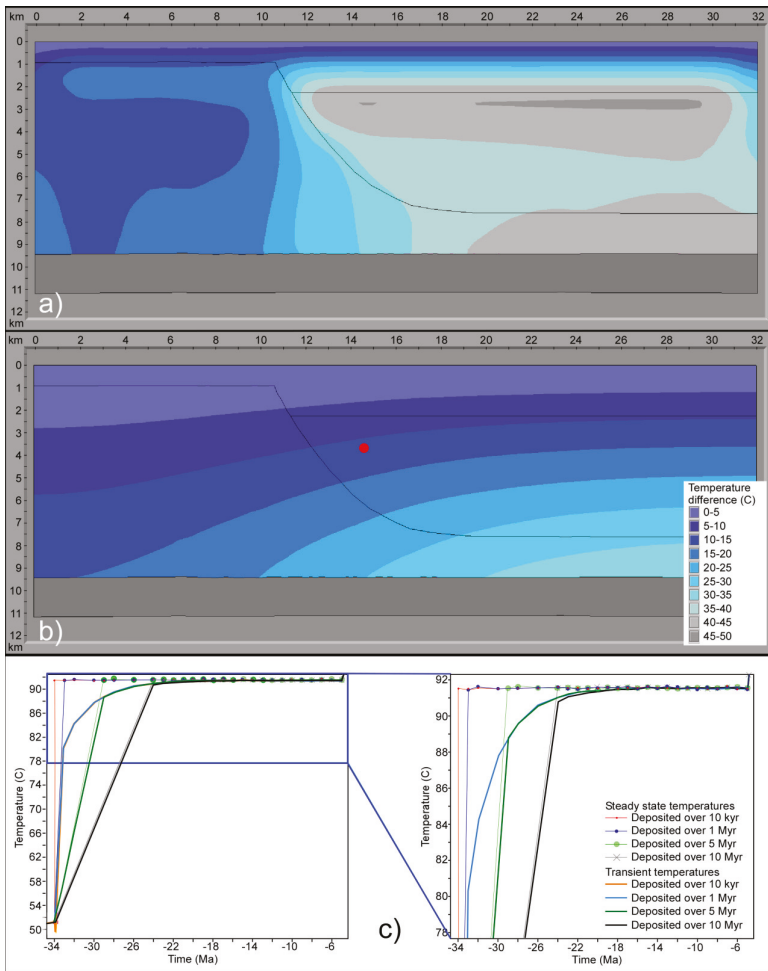 km 0 2 4 6 8 10 12 14 16 18 20 22 24 26 28 30 32
0
1
2
3
4
5
6
7
8
9
10
11
12
km
a)
km 0 2 4 6 8 10 12 14 16 18 20 22 24 26 28 30 32
0
1
2
3
4
5
6
7
8
9
10
11
12
km
b)
Temperature
difference (C)
0-5
5-10
10-15
15-20
20-25
25-30
30-35
35-40
40-45
45-50
Temperature (C)
90
86
82
78
74
70
66
62
58
54
50
-34 -30 -26 -22 -18 -14 -10 -6
Time (Ma)
c)
Temperature (C)
92
90
88
86
84
82
80
78
-34 -30 -26 -22 -18 -14 -10 -6
Time (Ma)
Steady state temperatures
Deposited over 10 kyr
Deposited over 1 Myr
Deposited over 5 Myr
Deposited over 10 Myr
Transient temperatures
Deposited over 10 kyr
Deposited over 1 Myr
Deposited over 5 Myr
Deposited over 10 Myr